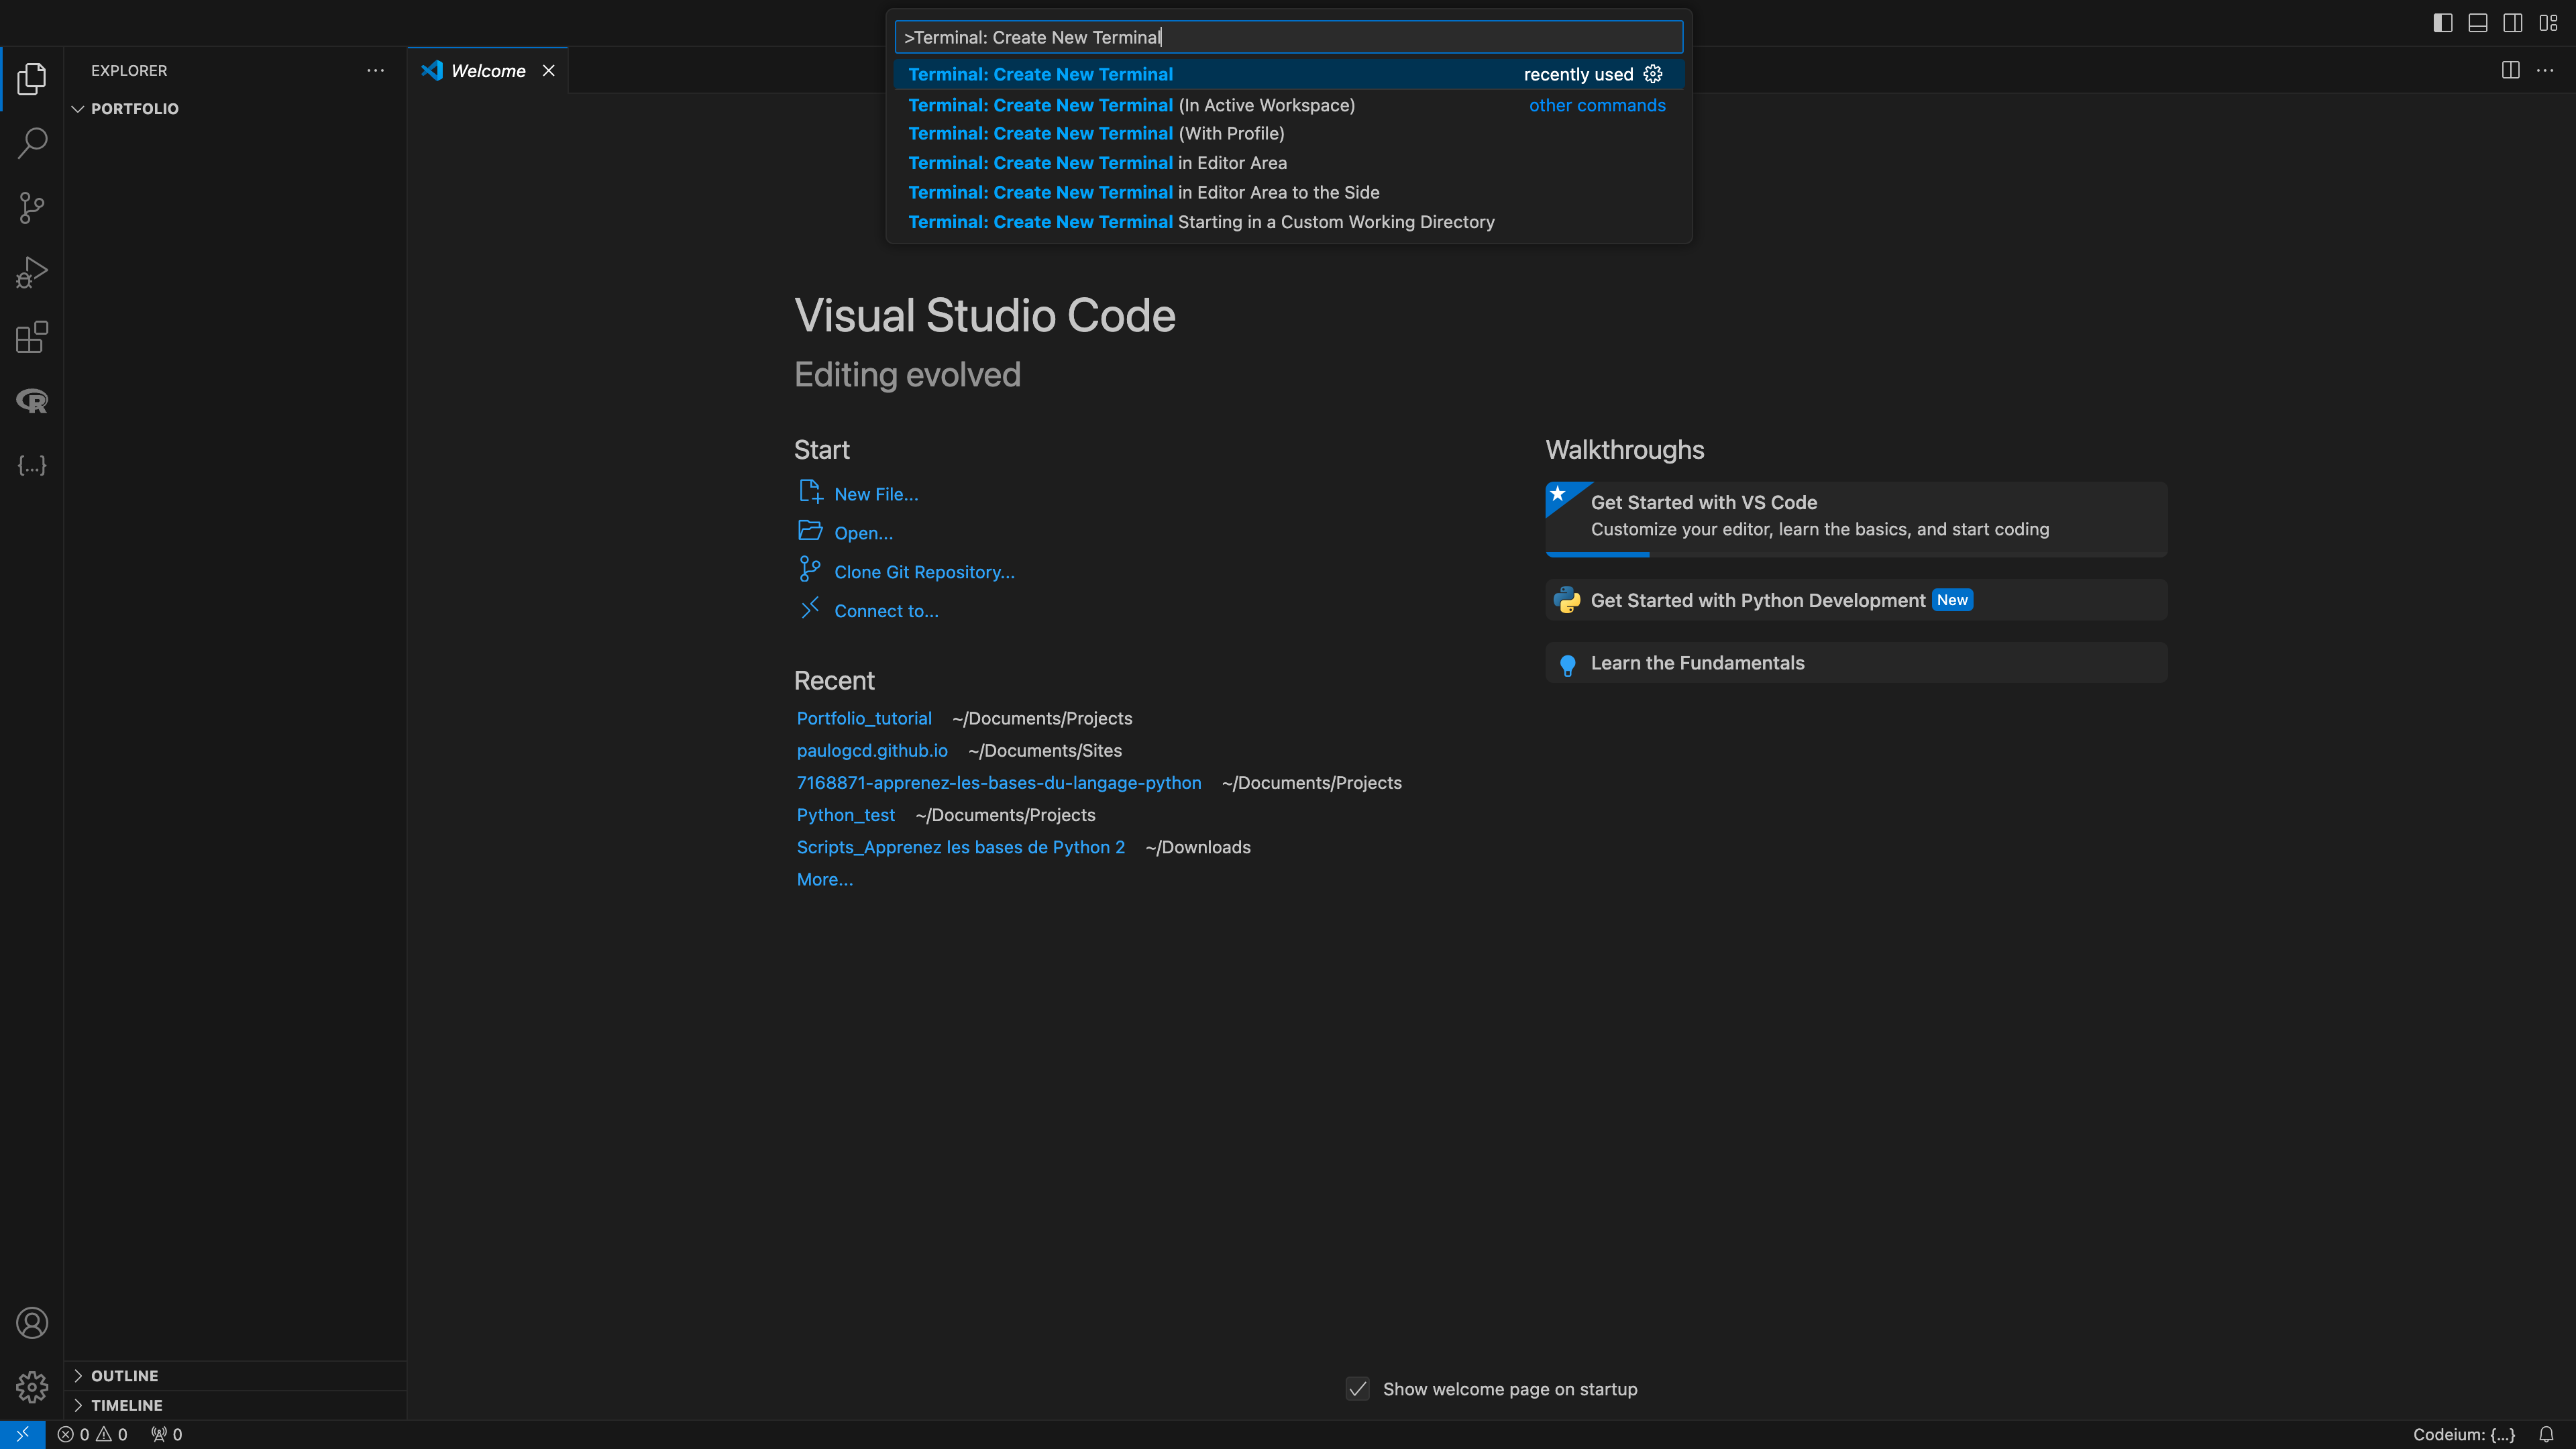 >Terminal: Create New Terminal
Terminal: Create New Terminal recently used
Terminal: Create New Terminal (In Active Workspace) other commands
Terminal: Create New Terminal (With Profile)
Terminal: Create New Terminal in Editor Area
Terminal: Create New Terminal in Editor Area to the Side
Terminal: Create New Terminal Starting in a Custom Working Directory
EXPLORER
PORTFOLIO
Welcome
Visual Studio Code
Editing evolved
Start
New File...
Open...
Clone Git Repository...
Connect to...
Recent
Portfolio_tutorial ~/Documents/Projects
paulogcd.github.io ~/Documents/Sites
7168871-apprenez-les-bases-du-langage-python ~/Documents/Projects
Python_test ~/Documents/Projects
Scripts_Apprenez les bases de Python 2 ~/Downloads
More...
Walkthroughs
Get Started with VS Code
Customize your editor, learn the basics, and start coding
Get Started with Python Development New
Learn the Fundamentals
Show welcome page on startup
OUTLINE
TIMELINE
0 0 0
Codeium: {...}